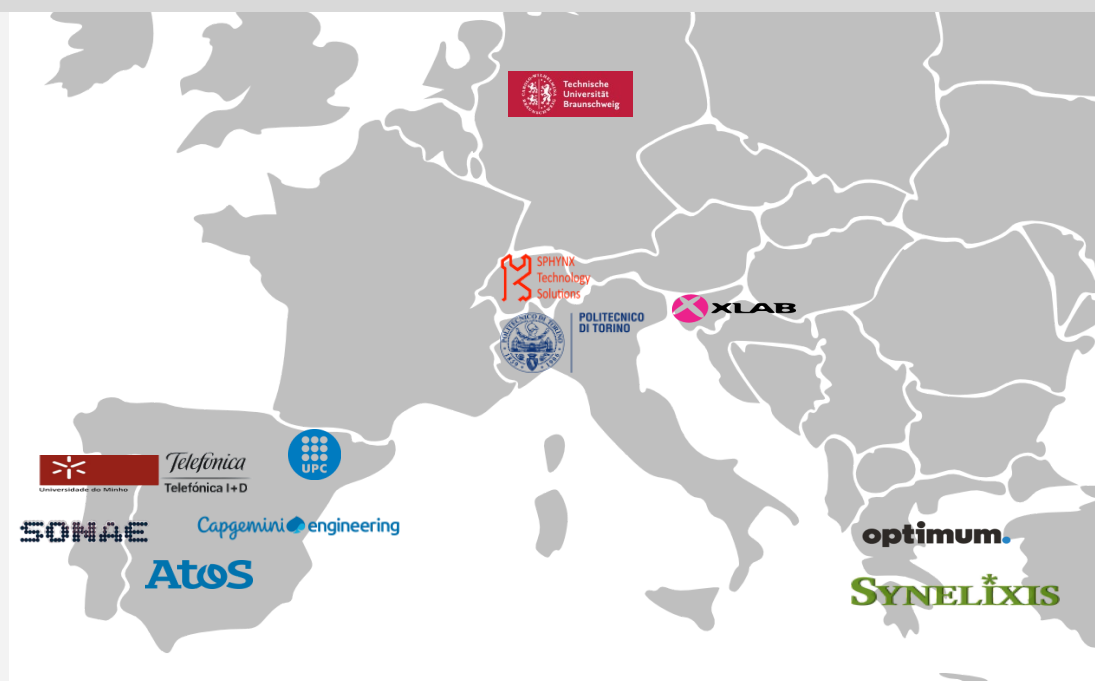 Technische
Universität
Braunschweig
SPHYNX
Technology
Solutions
POLITECNICO
DI TORINO
XLAB
Universidade do Minho
Telefónica
Telefónica I+D
UPC
SONAE
Capgemini engineering
Atos
optimum.
SYNELIXIS